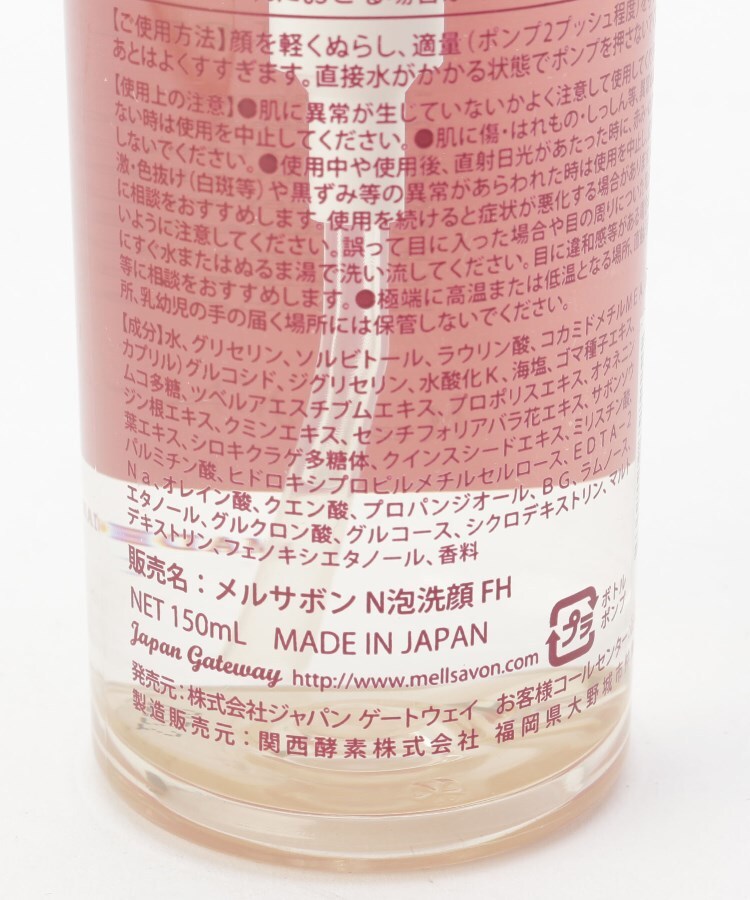 【ご使用方法】顔を軽くぬらし、適量(ポンプ2プッシュ程度)を
あとはよくすすぎます。直接水がかかる状態でポンプを押さない
【使用上の注意】●肌に異常が生じていないかよく注意して使用して
ない時は使用を中止してください。●肌に傷・はれもの・しっしん等、
しないでください。●使用中や使用後、直射日光があたった時に、
激・色抜け(白斑等)や黒ずみ等の異常があらわれた時は使用を中止し
に相談をおすすめします。使用を続けると症状が悪化する場合があり
いように注意してください。誤って目に入った場合や目の周りについた
にすぐ水またはぬるま湯で洗い流してください。目に違和感等がある
等に相談をおすすめします。●極端に高温または低温となる場所、
所、乳幼児の手の届く場所には保管しないでください。
【成分】水、グリセリン、ソルビトール、ラウリン酸、コカミドメチルMEA、
カプリル)グルコシド、ジグリセリン、水酸化K、海塩、ゴマ種子エキス、
ムコ多糖、ツベルアエスチブムエキス、プロポリスエキス、オタネニン
ジン根エキス、クミンエキス、センチフォリアバラ花エキス、サボンソウ
葉エキス、シロキクラゲ多糖体、クインスシードエキス、ミリスチン酸、
パルミチン酸、ヒドロキシプロピルメチルセルロース、EDTA-2
Na、オレイン酸、クエン酸、プロパンジオール、BG、ラムノース、
エタノール、グルクロン酸、グルコース、シクロデキストリン、マルト
デキストリン、フェノキシエタノール、香料
販売名:メルサボン N泡洗顔 FH
NET 150mL MADE IN JAPAN
プラ
ボトル
ポンプ
Japan Gateway http://www.mellsavon.com
発売元:株式会社ジャパン ゲートウェイ お客様コールセンター
製造販売元:関西酵素株式会社 福岡県大野城市